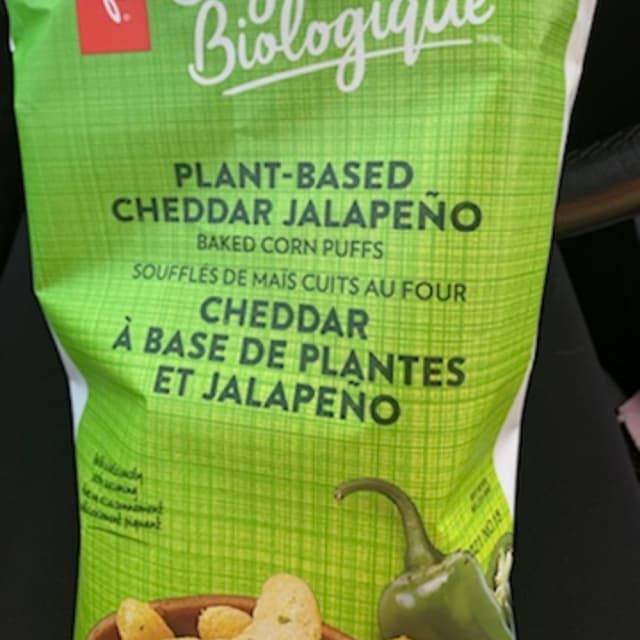 Biologique
PLANT-BASED
CHEDDAR JALAPEÑO
BAKED CORN PUFFS
SOUFFLÉS DE MAÏS CUITS AU FOUR
CHEDDAR
À BASE DE PLANTES
ET JALAPEÑO